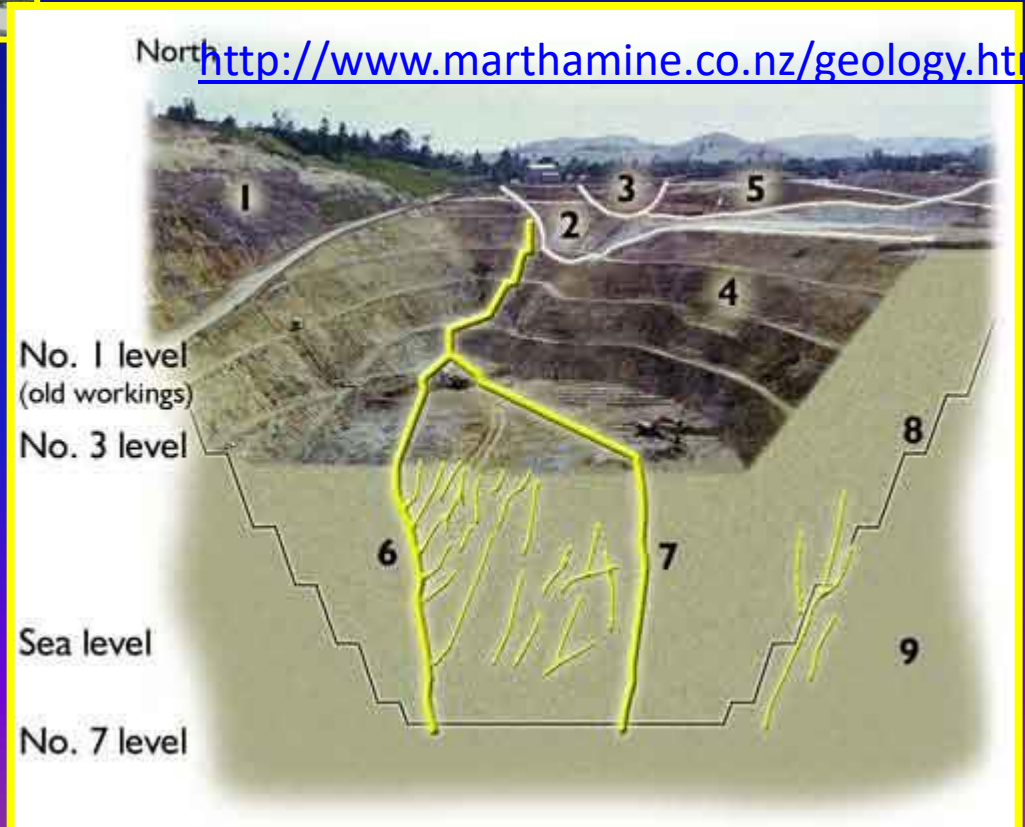 North
http://www.marthamine.co.nz/geology.ht
3
5
1
2
4
No. 1 level
(old workings)
8
No. 3 level
6
7
Sea level
9
No. 7 level